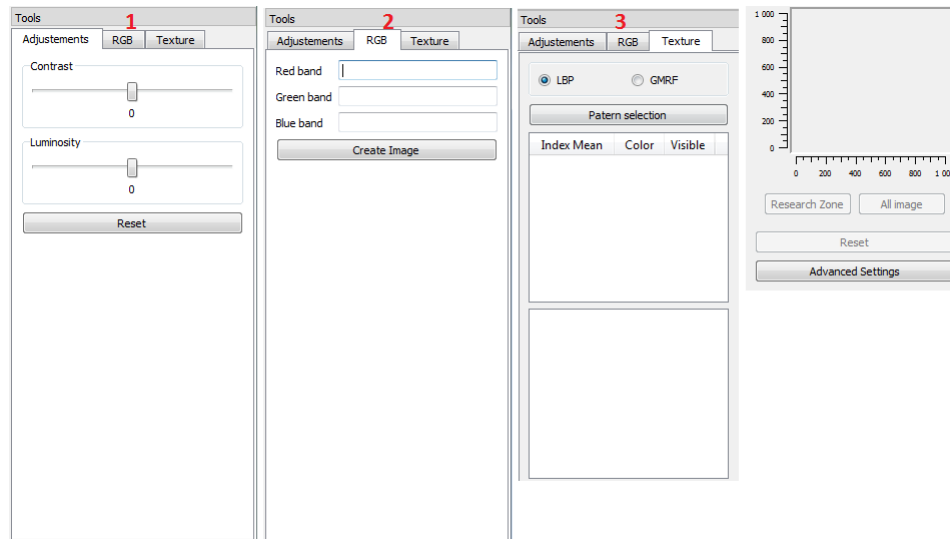 Tools
1
Adjustements RGB Texture
Contrast
0
Luminosity
0
Reset
Tools
2
Adjustements RGB Texture
Red band
Green band
Blue band
Create Image
Tools
3
Adjustements RGB Texture
LBP GMRF
Patern selection
Index Mean Color Visible
1 000
800
600
400
200
0
0 200 400 600 800 1 00
Research Zone All image
Reset
Advanced Settings